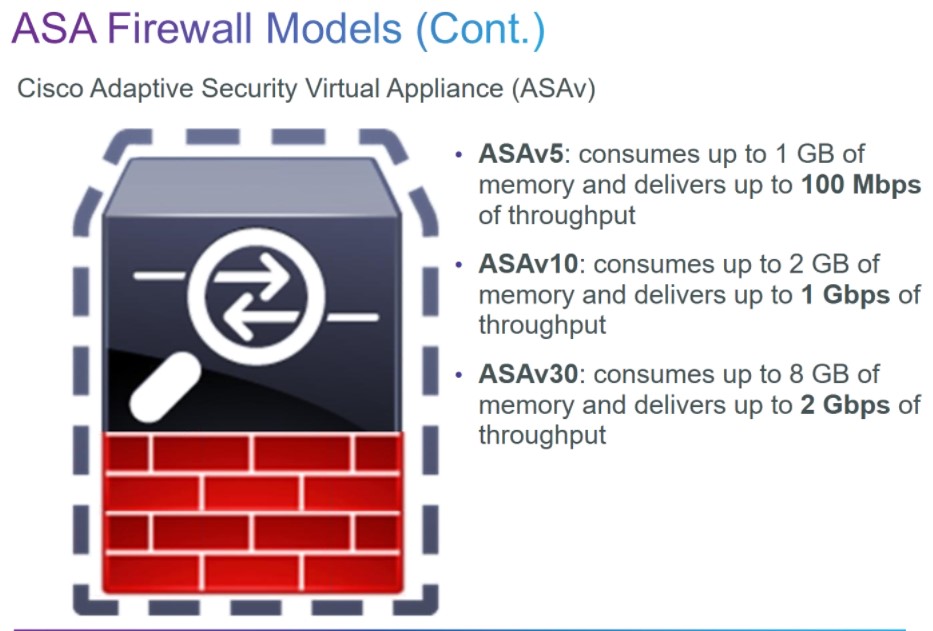 ASA Firewall Models (Cont.)
Cisco Adaptive Security Virtual Appliance (ASAv)
• ASAv5: consumes up to 1 GB of
memory and delivers up to 100 Mbps
of throughput
• ASAv10: consumes up to 2 GB of
memory and delivers up to 1 Gbps of
throughput
• ASAv30: consumes up to 8 GB of
memory and delivers up to 2 Gbps of
throughput